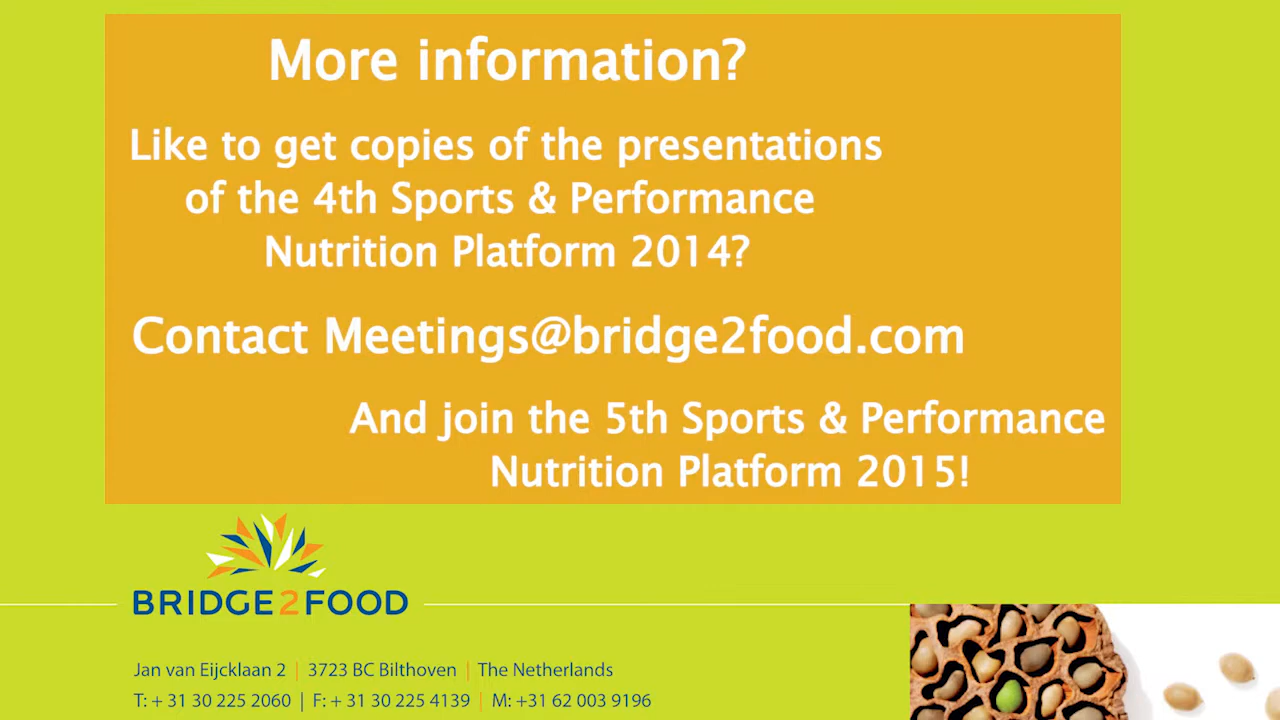 More information?
Like to get copies of the presentations
of the 4th Sports & Performance
Nutrition Platform 2014?
Contact Meetings@bridge2food.com
And join the 5th Sports & Performance
Nutrition Platform 2015!
BRIDGE2FOOD
Jan van Eijcklaan 2 | 3723 BC Bilthoven | The Netherlands
T: + 31 30 225 2060 | F: + 31 30 225 4139 | M: +31 62 003 9196